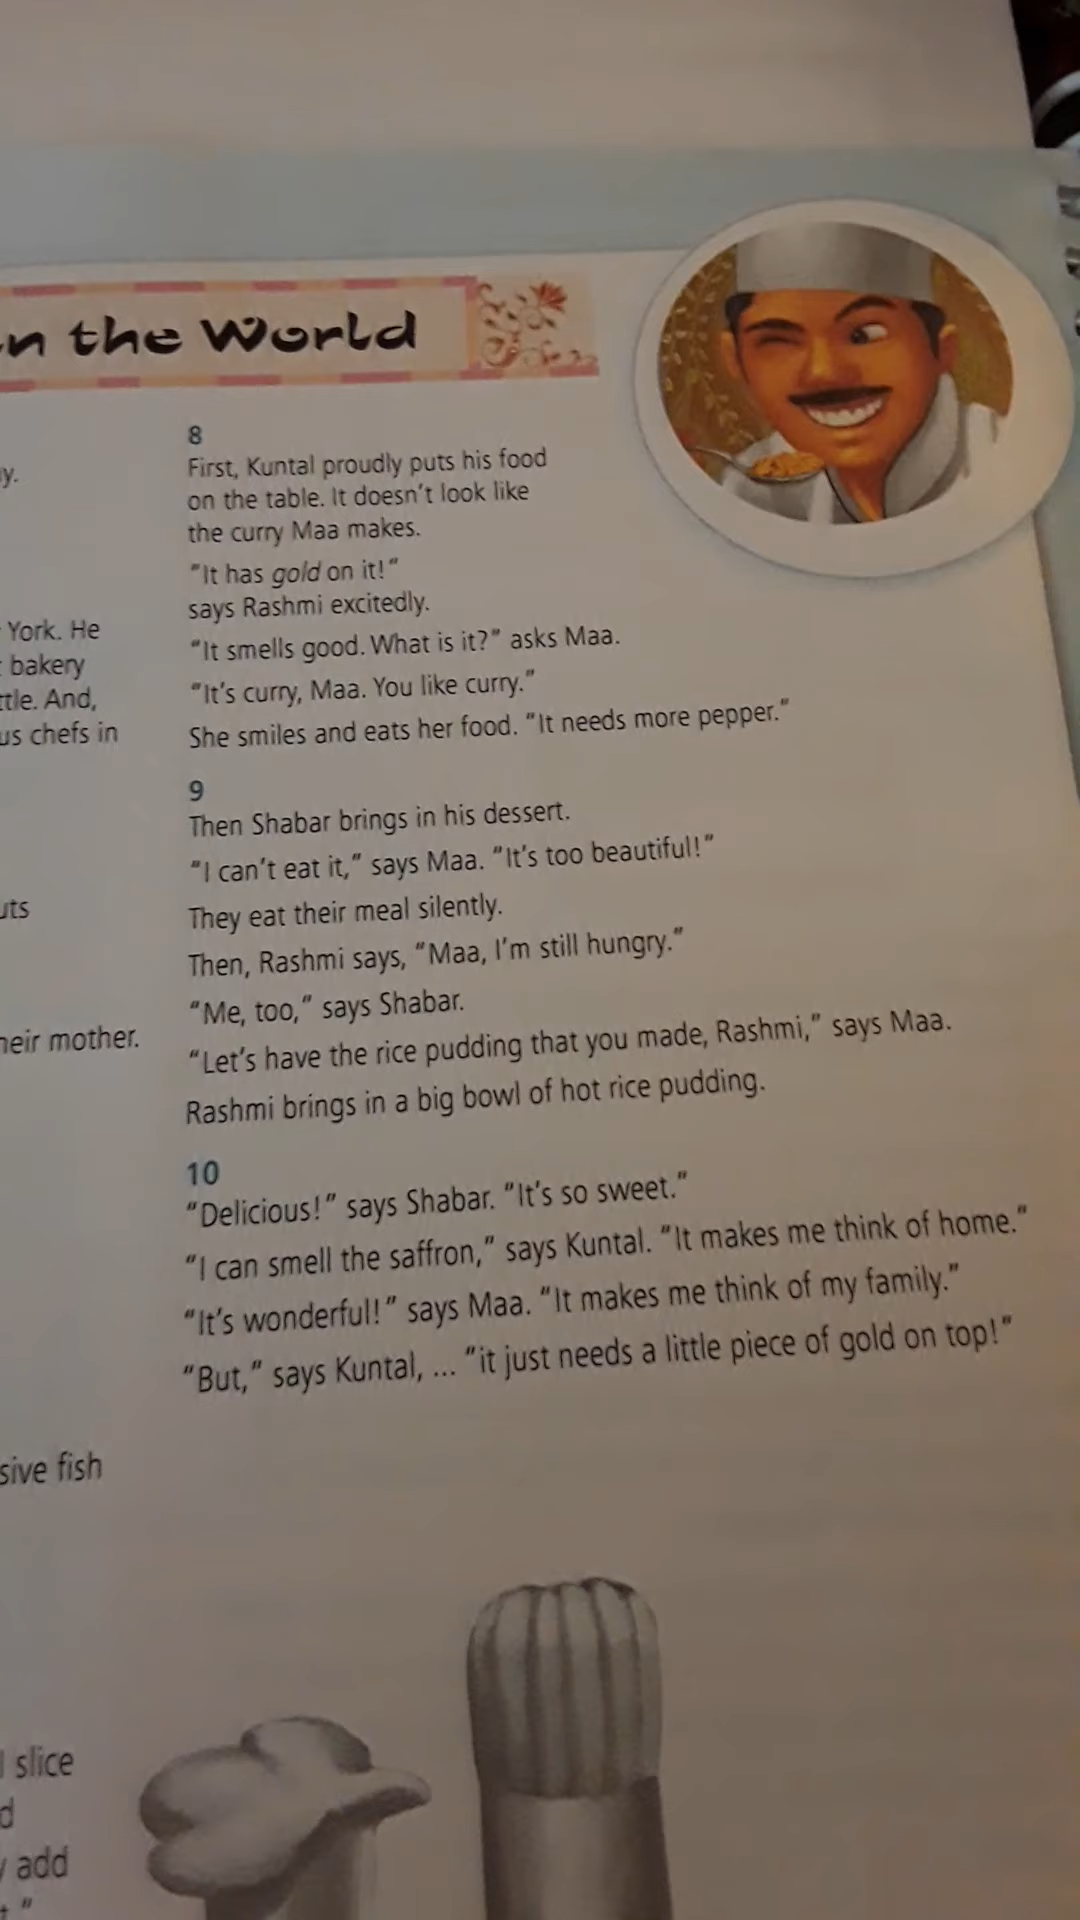 n the World
y.
York. He
bakery
ttle. And,
us chefs in
uts
heir mother.
sive fish
slice
d
add
8
First, Kuntal proudly puts his food
on the table. It doesn't look like
the curry Maa makes.
"It has gold on it!"
says Rashmi excitedly.
"It smells good. What is it?" asks Maa.
"It's curry, Maa. You like curry."
She smiles and eats her food. "It needs more pepper."
9
Then Shabar brings in his dessert.
"I can't eat it," says Maa. "It's too beautiful!"
They eat their meal silently.
Then, Rashmi says, "Maa, I'm still hungry."
"Me, too," says Shabar.
"Let's have the rice pudding that you made, Rashmi," says Maa.
Rashmi brings in a big bowl of hot rice pudding.
10
"Delicious!" says Shabar. "It's so sweet."
"I can smell the saffron," says Kuntal. "It makes me think of home."
"It's wonderful!" says Maa. "It makes me think of my family."
"But," says Kuntal, ... "it just needs a little piece of gold on top!"